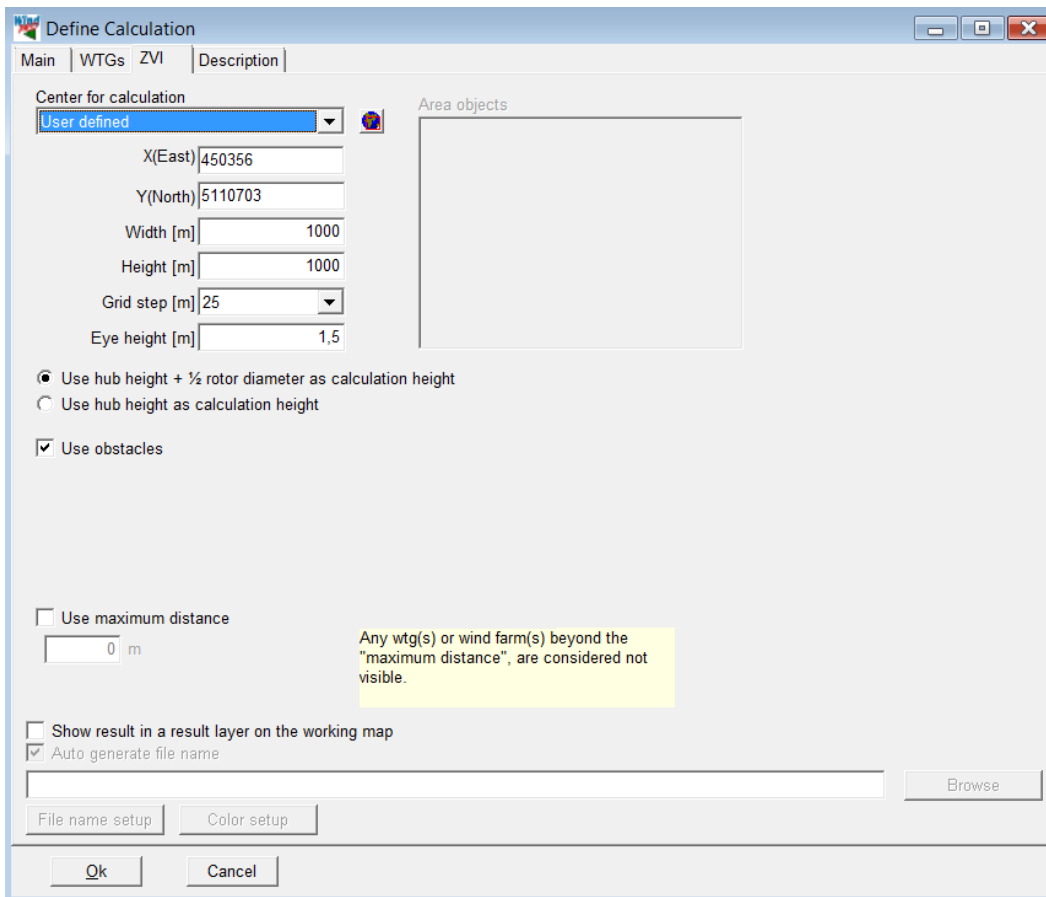 Define Calculation
Main WTGs ZVI Description
Center for calculation
User defined
Area objects
X(East) 450356
Y(North) 5110703
Width [m] 1000
Height [m] 1000
Grid step [m] 25
Eye height [m] 1,5
Use hub height + ½ rotor diameter as calculation height
Use hub height as calculation height
Use obstacles
Use maximum distance
0 m
Any wtg(s) or wind farm(s) beyond the
"maximum distance", are considered not
visible.
Show result in a result layer on the working map
Auto generate file name
Browse
File name setup Color setup
Ok Cancel